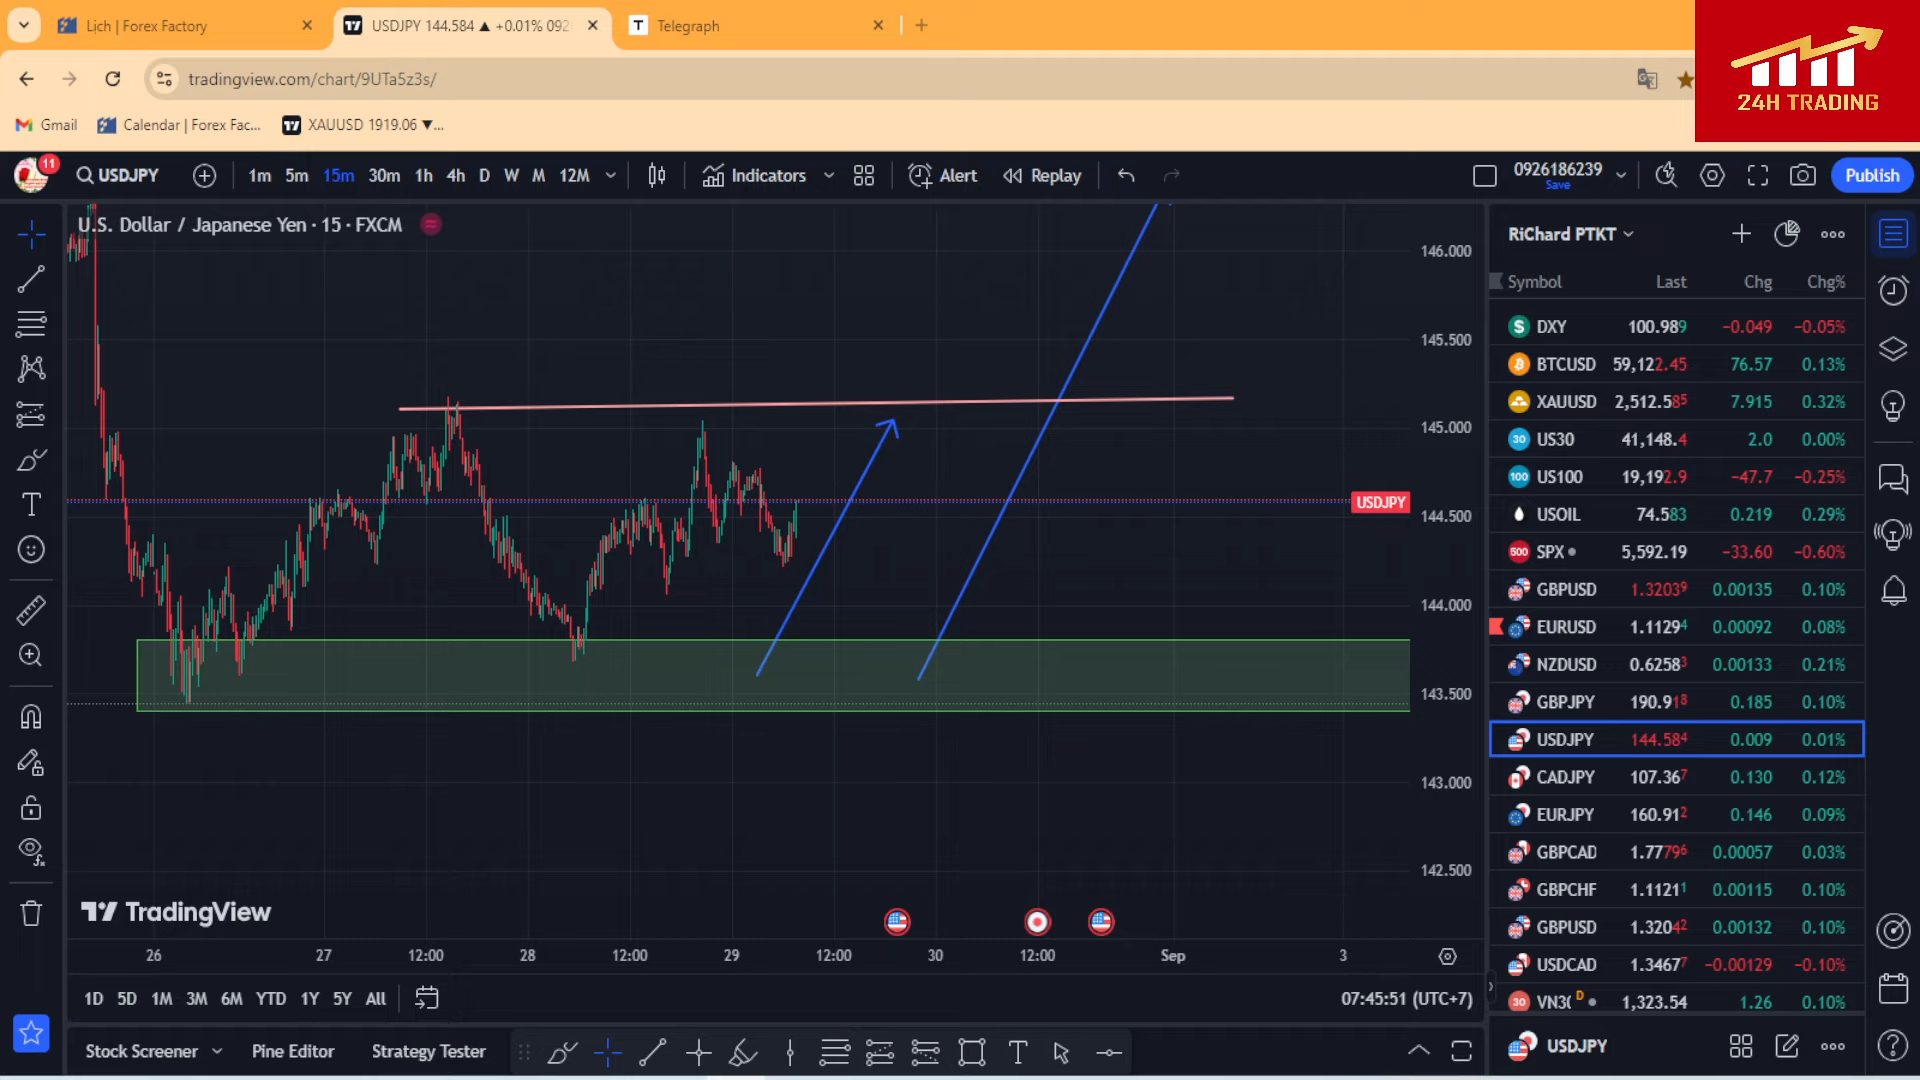 Lịch | Forex Factory
USDJPY 144.584 ▲ +0.01% 092
T Telegraph
tradingview.com/chart/9UTa5z3s/
24H TRADING
Gmail
Calendar | Forex Fac...
XAUUSD 1919.06 ▼...
11
USDJPY
1m 5m 15m 30m 1h 4h D W M 12M
Indicators
Alert
Replay
0926186239
Save
Publish
U.S. Dollar / Japanese Yen · 15 · FXCM
RiChard PTKT
Symbol Last Chg Chg%
DXY 100.989 −0.049 −0.05%
BTCUSD 59,122.45 76.57 0.13%
XAUUSD 2,512.585 7.915 0.32%
30 US30 41,148.4 2.0 0.00%
100 US100 19,192.9 −47.7 −0.25%
USOIL 74.583 0.219 0.29%
500 SPX 5,592.19 −33.60 −0.60%
GBPUSD 1.32039 0.00135 0.10%
EURUSD 1.11294 0.00092 0.08%
NZDUSD 0.62583 0.00133 0.21%
GBPJPY 190.918 0.185 0.10%
USDJPY 144.584 0.009 0.01%
CADJPY 107.367 0.130 0.12%
EURJPY 160.912 0.146 0.09%
GBPCAD 1.77796 0.00057 0.03%
GBPCHF 1.11211 0.00115 0.10%
GBPUSD 1.32042 0.00132 0.10%
USDCAD 1.34677 −0.00129 −0.10%
30 VN3( D 1,323.54 1.26 0.10%
USDJPY
146.000
145.500
145.000
USDJPY
144.500
144.000
143.500
143.000
142.500
TradingView
26 27 12:00 28 12:00 29 12:00 30 12:00 Sep 3
1D 5D 1M 3M 6M YTD 1Y 5Y All
07:45:51 (UTC+7)
Stock Screener
Pine Editor
Strategy Tester